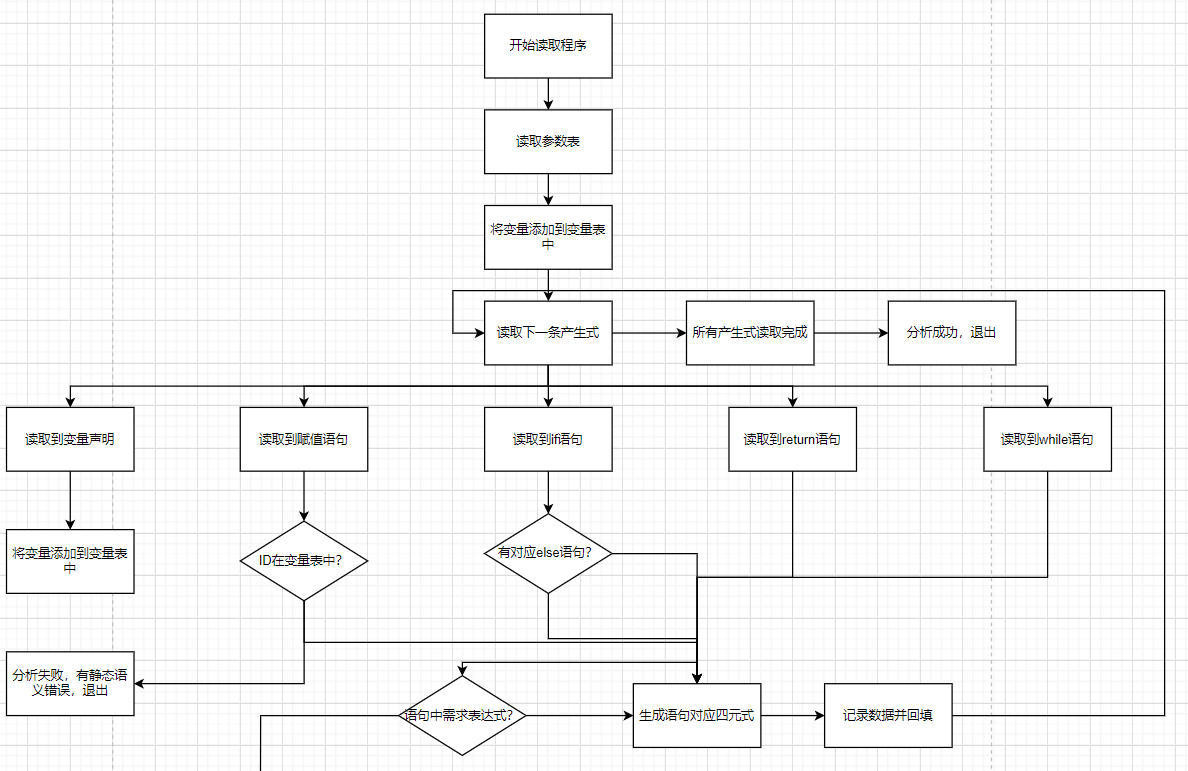 开始读取程序
读取参数表
将变量添加到变量表
中
读取下一条产生式
所有产生式读取完成
分析成功，退出
读取到变量声明
读取到赋值语句
读取到if语句
读取到return语句
读取到while语句
将变量添加到变量表
中
ID在变量表中？
有对应else语句？
分析失败，有静态语
义错误，退出
语句中需求表达式？
生成语句对应四元式
记录数据并回填